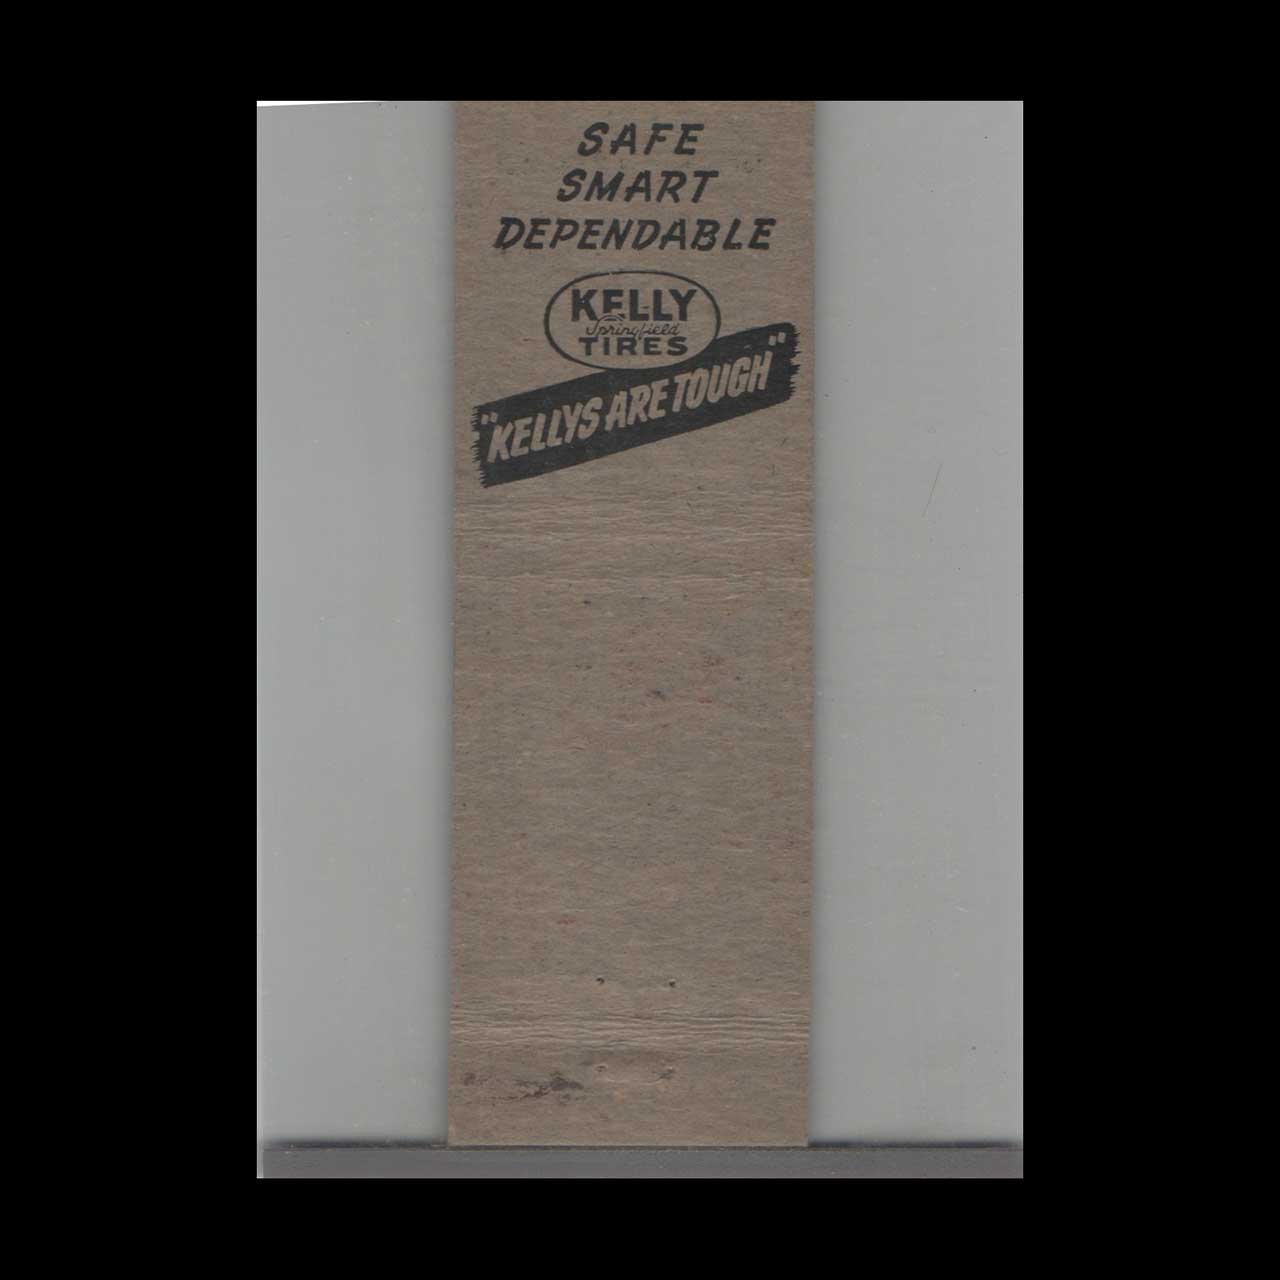 SAFE
SMART
DEPENDABLE
KELLY
Springfield
TIRES
"KELLYS ARE TOUGH"